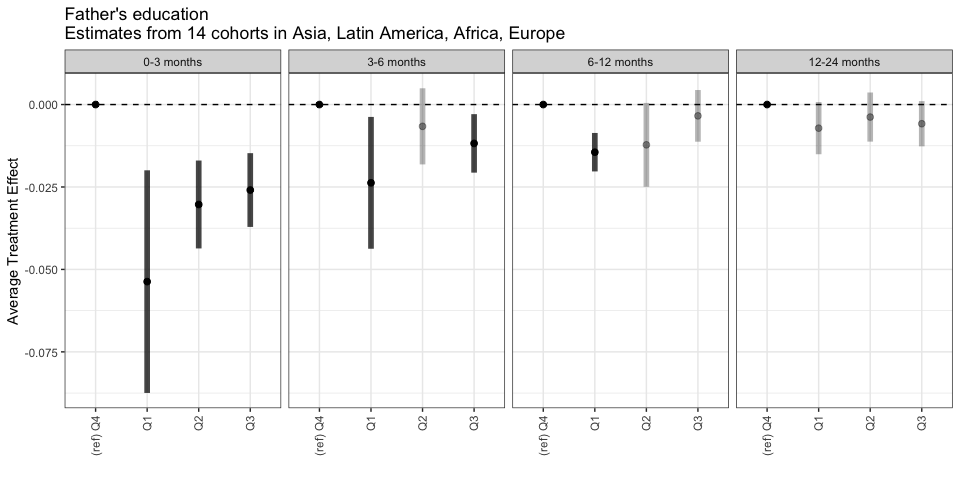 Father's education
Estimates from 14 cohorts in Asia, Latin America, Africa, Europe
0-3 months
3-6 months
6-12 months
12-24 months
Average Treatment Effect
0.000
-0.025
-0.050
-0.075
(ref) Q4
Q1
Q2
Q3
(ref) Q4
Q1
Q2
Q3
(ref) Q4
Q1
Q2
Q3
(ref) Q4
Q1
Q2
Q3